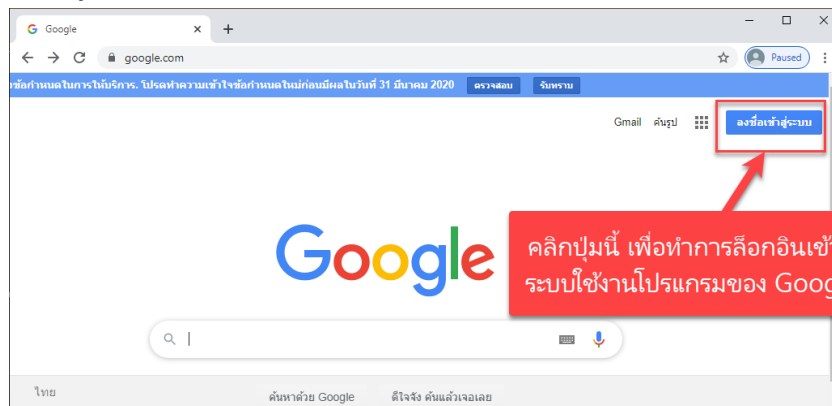 Google
google.com
Paused
ข้อกำหนดในการให้บริการ. โปรดทำความเข้าใจข้อกำหนดใหม่ก่อนมีผลในวันที่ 31 มีนาคม 2020 ตรวจสอบ รับทราบ
Gmail ค้นรูป ลงชื่อเข้าสู่ระบบ
Google
คลิกปุ่มนี้ เพื่อทำการล็อกอินเข้า
ระบบใช้งานโปรแกรมของ Goog
ไทย
ค้นหาด้วย Google ดีใจจัง ค้นแล้วเจอเลย